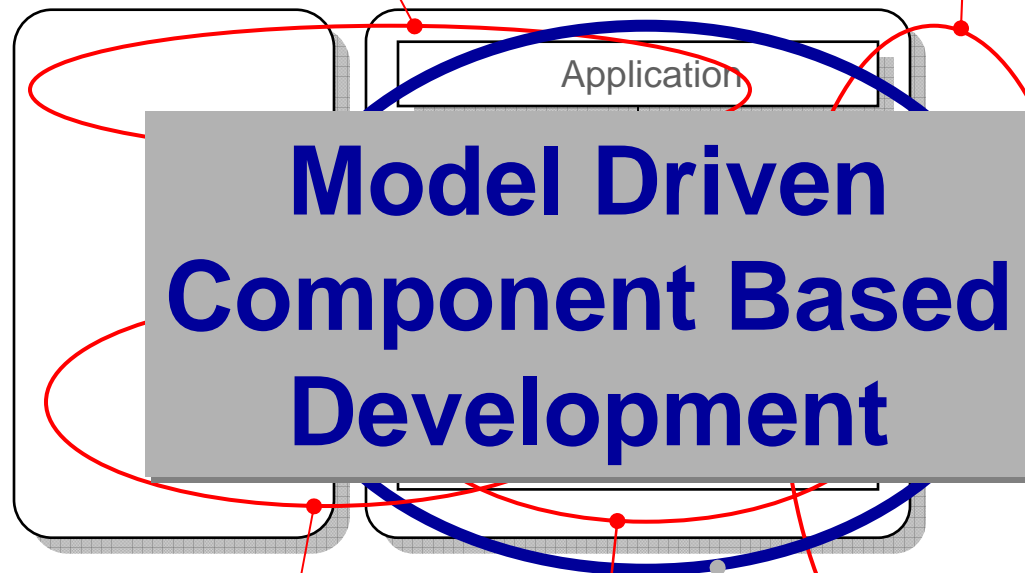 Application
Model Driven
Component Based
Development